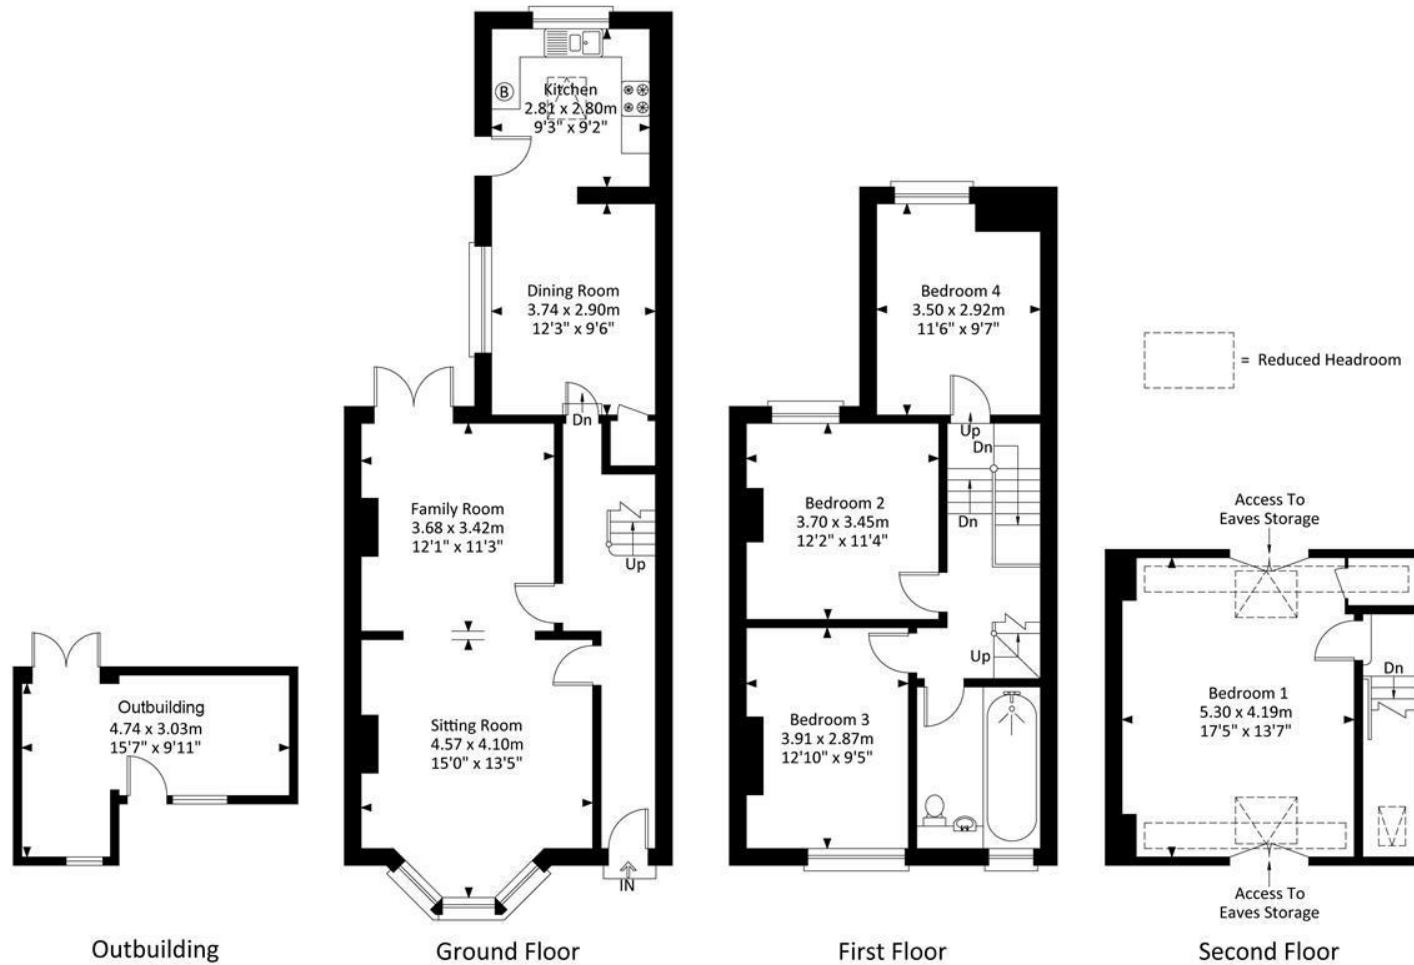 Kitchen
2.81 x 2.80m
9'3" x 9'2"
B
Dining Room
3.74 x 2.90m
12'3" x 9'6"
Dn
Family Room
3.68 x 3.42m
12'1" x 11'3"
Up
Sitting Room
4.57 x 4.10m
15'0" x 13'5"
IN
Outbuilding
4.74 x 3.03m
15'7" x 9'11"
Bedroom 4
3.50 x 2.92m
11'6" x 9'7"
Up
Dn
Bedroom 2
3.70 x 3.45m
12'2" x 11'4"
Dn
Up
Bedroom 3
3.91 x 2.87m
12'10" x 9'5"
= Reduced Headroom
Access To
Eaves Storage
Bedroom 1
5.30 x 4.19m
17'5" x 13'7"
Dn
Access To
Eaves Storage
Outbuilding
Ground Floor
First Floor
Second Floor